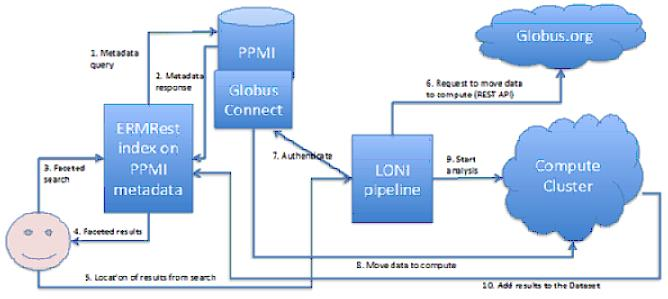 1. Metadata
query
PPMI
Globus.org
2. Metadata
response
6. Request to move data
to compute (REST API)
Globus
Connect
ERMRest
index on
PPMI
metadata
7. Authenticate
LONI
pipeline
9. Start
analysis
Compute
Cluster
3. Faceted
search
4. Faceted results
8. Move data to compute
5. Location of results from search
10. Add results to the Dataset